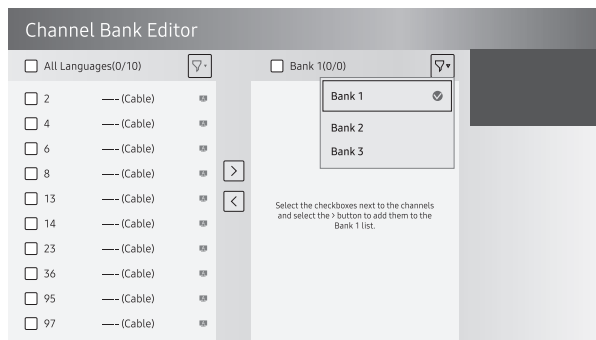 Channel Bank Editor
All Languages(0/10)
Bank 1(0/0)
Bank 1
Bank 2
Bank 3
2 ---- (Cable)
4 ---- (Cable)
6 ---- (Cable)
8 ---- (Cable)
13 ---- (Cable)
14 ---- (Cable)
23 ---- (Cable)
36 ---- (Cable)
95 ---- (Cable)
97 ---- (Cable)
>
<
Select the checkboxes next to the channels
and select the > button to add them to the
Bank 1 list.